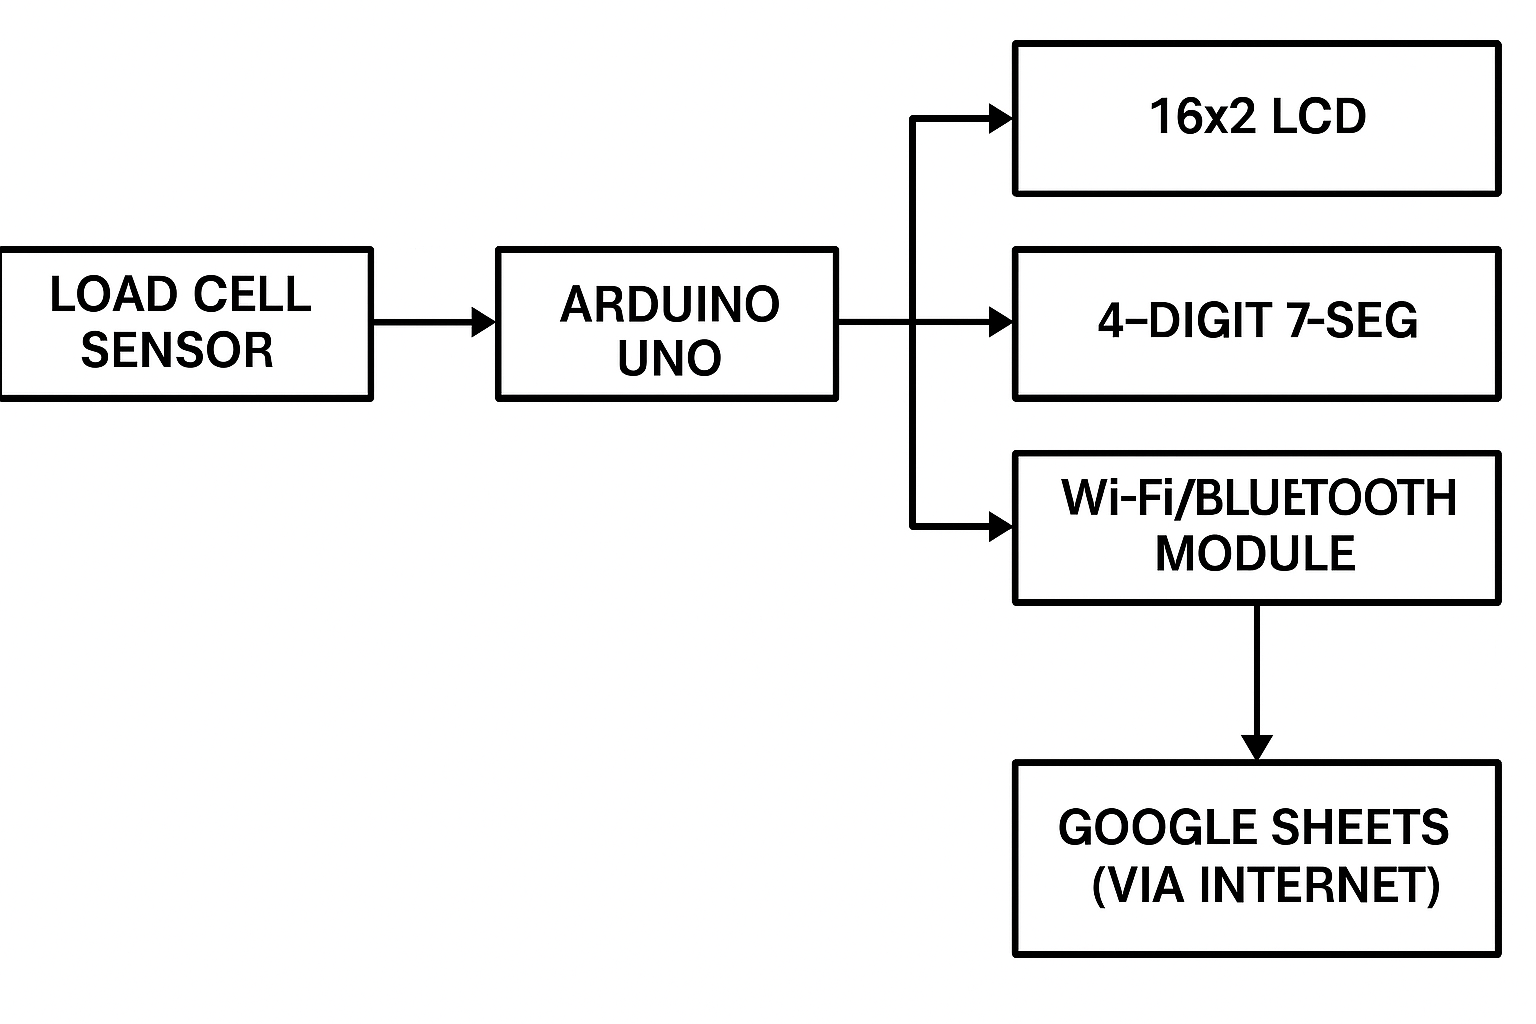 LOAD CELL
SENSOR
ARDUINO
UNO
16x2 LCD
4-DIGIT 7-SEG
Wi-Fi/BLUETOOTH
MODULE
GOOGLE SHEETS
(VIA INTERNET)